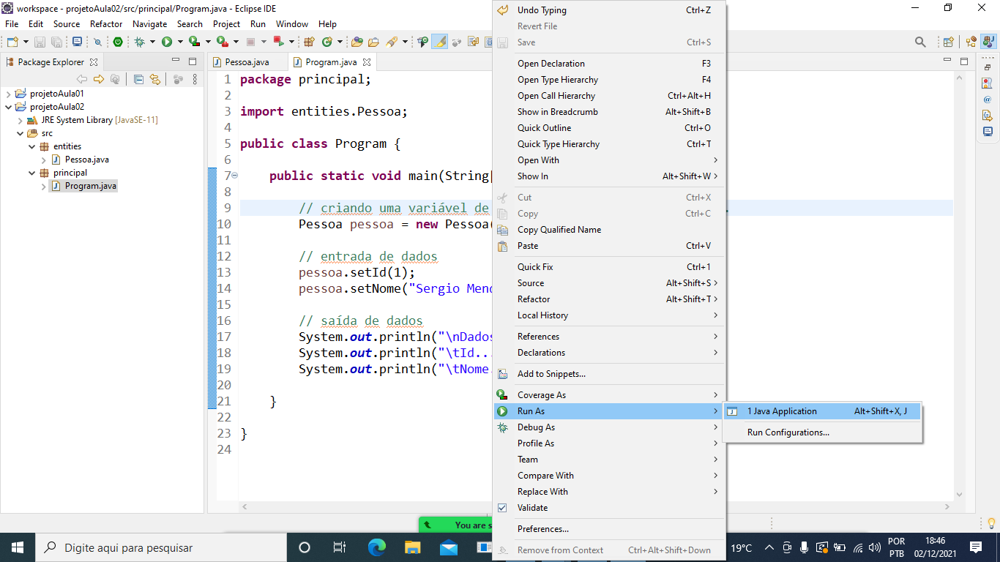 workspace - projetoAula02/src/principal/Program.java - Eclipse IDE
File Edit Source Refactor Navigate Search Project Run Window Help
Package Explorer
projetoAula01
projetoAula02
JRE System Library [JavaSE-11]
src
entities
Pessoa.java
principal
Program.java
Pessoa.java Program.java
1 package principal;
2
3 import entities.Pessoa;
4
5 public class Program {
6
7 public static void main(String[
8
9 // criando uma variável de
10 Pessoa pessoa = new Pessoa(
11
12 // entrada de dados
13 pessoa.setId(1);
14 pessoa.setNome("Sergio Mend
15
16 // saída de dados
17 System.out.println("\nDados
18 System.out.println("\tId...
19 System.out.println("\tNome.
20
21 }
22
23 }
24
Undo Typing Ctrl+Z
Revert File
Save Ctrl+S
Open Declaration F3
Open Type Hierarchy F4
Open Call Hierarchy Ctrl+Alt+H
Show in Breadcrumb Alt+Shift+B
Quick Outline Ctrl+O
Quick Type Hierarchy Ctrl+T
Open With
Show In Alt+Shift+W
Cut Ctrl+X
Copy Ctrl+C
Copy Qualified Name
Paste Ctrl+V
Quick Fix Ctrl+1
Source Alt+Shift+S
Refactor Alt+Shift+T
Local History
References
Declarations
Add to Snippets...
Coverage As
Run As
Debug As
Profile As
Team
Compare With
Replace With
Validate
Preferences...
Remove from Context Ctrl+Alt+Shift+Down
1 Java Application Alt+Shift+X, J
Run Configurations...
You are s
Digite aqui para pesquisar
19°C
POR
PTB
18:46
02/12/2021